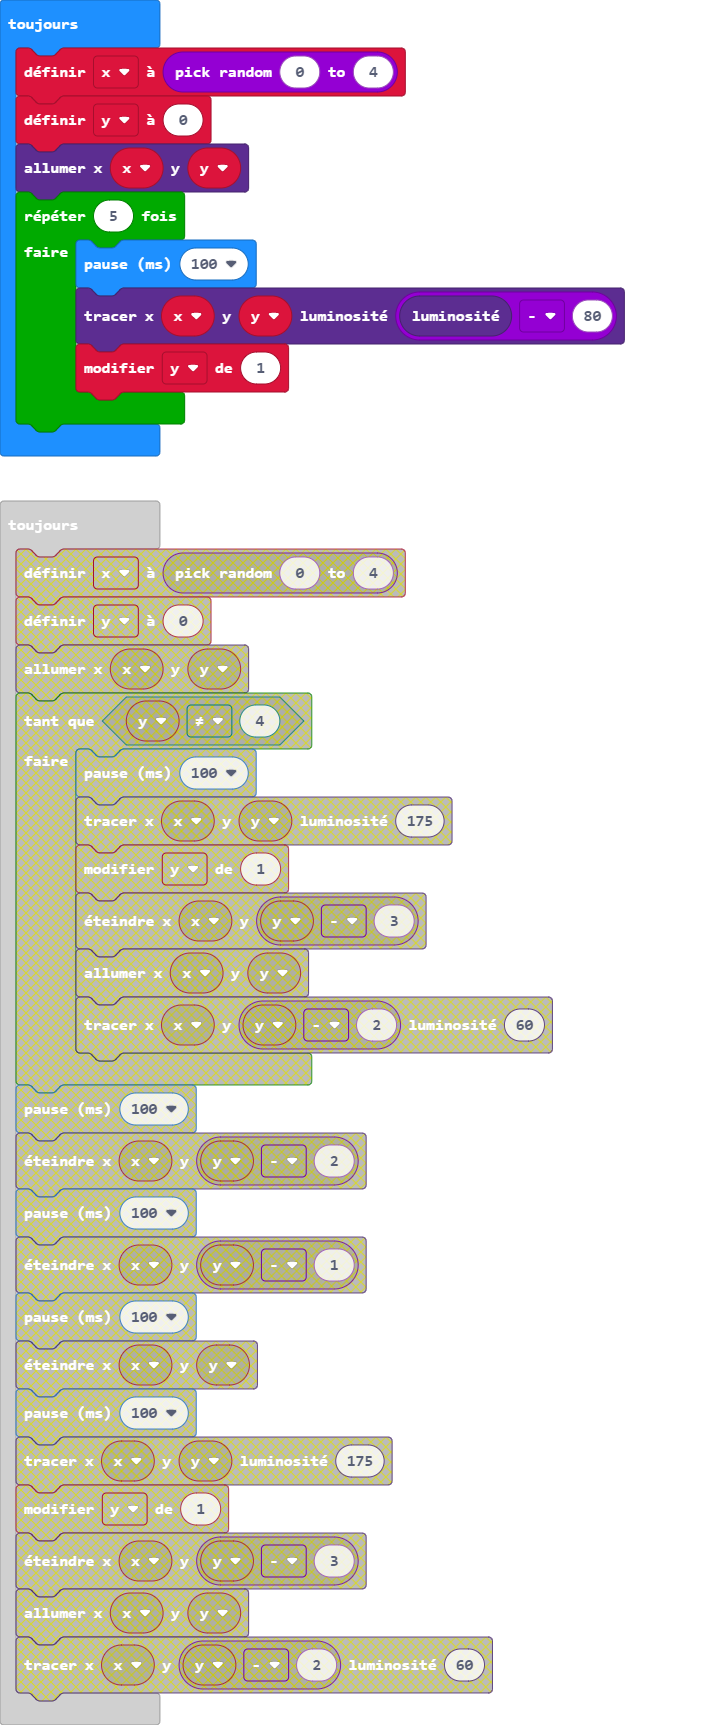 toujours
définir x à pick random 0 to 4
définir y à 0
allumer x x y y
répéter 5 fois
faire
pause (ms) 100
tracer x x y y luminosité luminosité - 80
modifier y de 1
toujours
définir x à pick random 0 to 4
définir y à 0
allumer x x y y
tant que y ≠ 4
faire
pause (ms) 100
tracer x x y y luminosité 175
modifier y de 1
éteindre x x y y - 3
allumer x x y y
tracer x x y y - 2 luminosité 60
pause (ms) 100
éteindre x x y y - 2
pause (ms) 100
éteindre x x y y - 1
pause (ms) 100
éteindre x x y y
pause (ms) 100
tracer x x y y luminosité 175
modifier y de 1
éteindre x x y y - 3
allumer x x y y
tracer x x y y - 2 luminosité 60